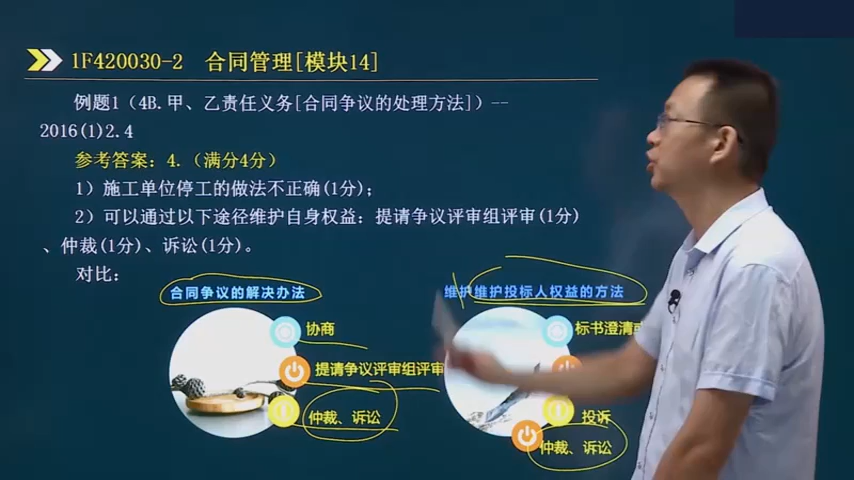 1F420030-2 合同管理[模块14]
例题1（4B.甲、乙责任义务[合同争议的处理方法]）--
2016(1)2.4
参考答案：4.（满分4分）
1）施工单位停工的做法不正确(1分)；
2）可以通过以下途径维护自身权益：提请争议评审组评审(1分)
、仲裁(1分)、诉讼(1分)。
对比：
合同争议的解决办法
协商
提请争议评审组评审
仲裁、诉讼
维护维护投标人权益的方法
标书澄清
投诉
仲裁、诉讼